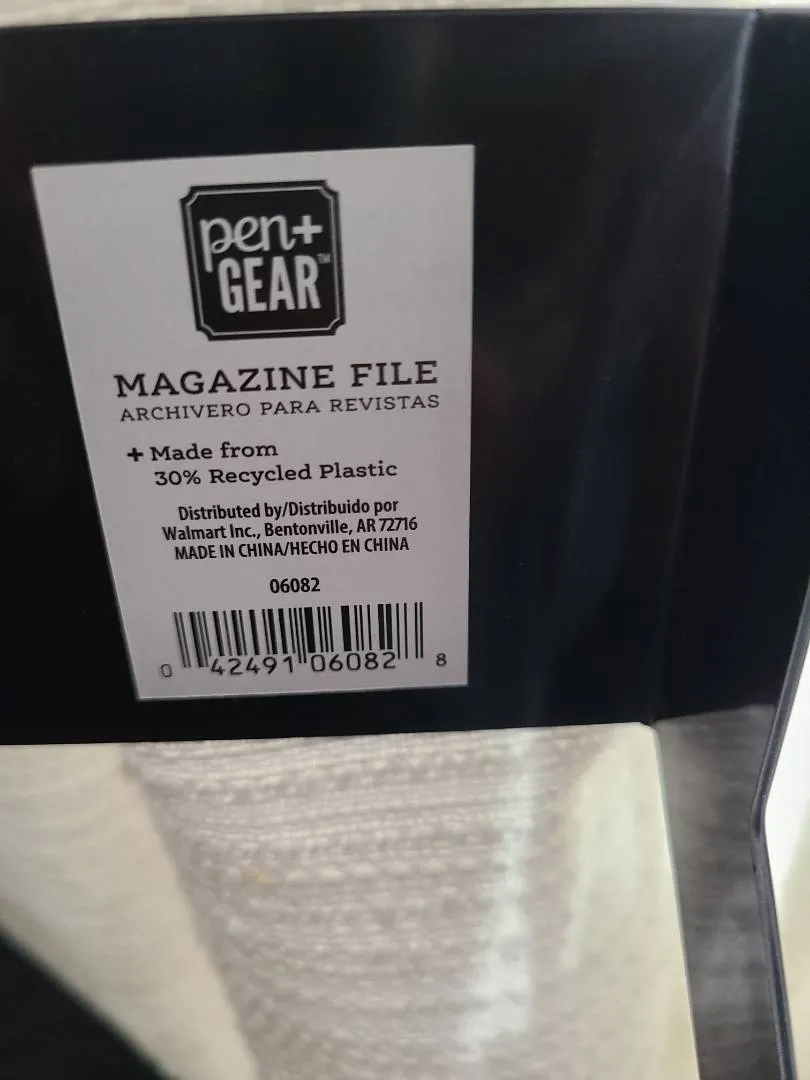 pen+
GEAR™
MAGAZINE FILE
ARCHIVERO PARA REVISTAS
+ Made from
30% Recycled Plastic
Distributed by/Distribuido por
Walmart Inc., Bentonville, AR 72716
MADE IN CHINA/HECHO EN CHINA
06082
0 42491 06082 8